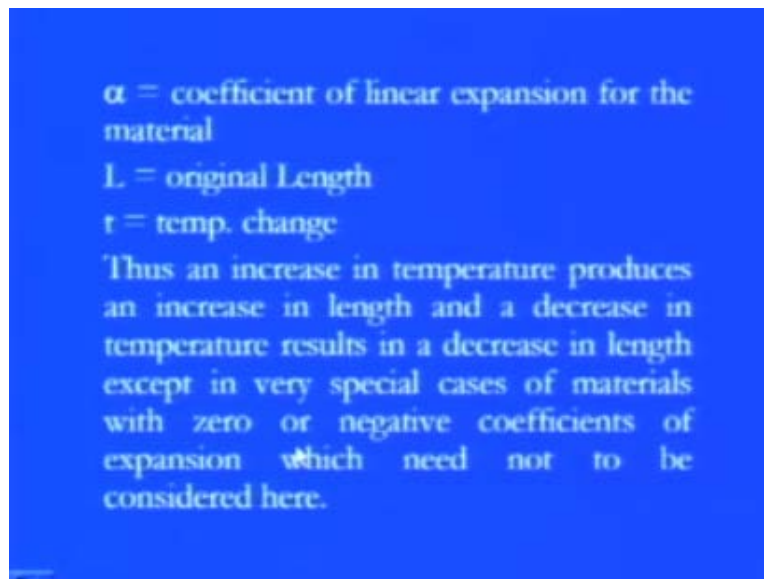 α = coefficient of linear expansion for the
material
L = original Length
t = temp. change
Thus an increase in temperature produces
an increase in length and a decrease in
temperature results in a decrease in length
except in very special cases of materials
with zero or negative coefficients of
expansion which need not to be
considered here.